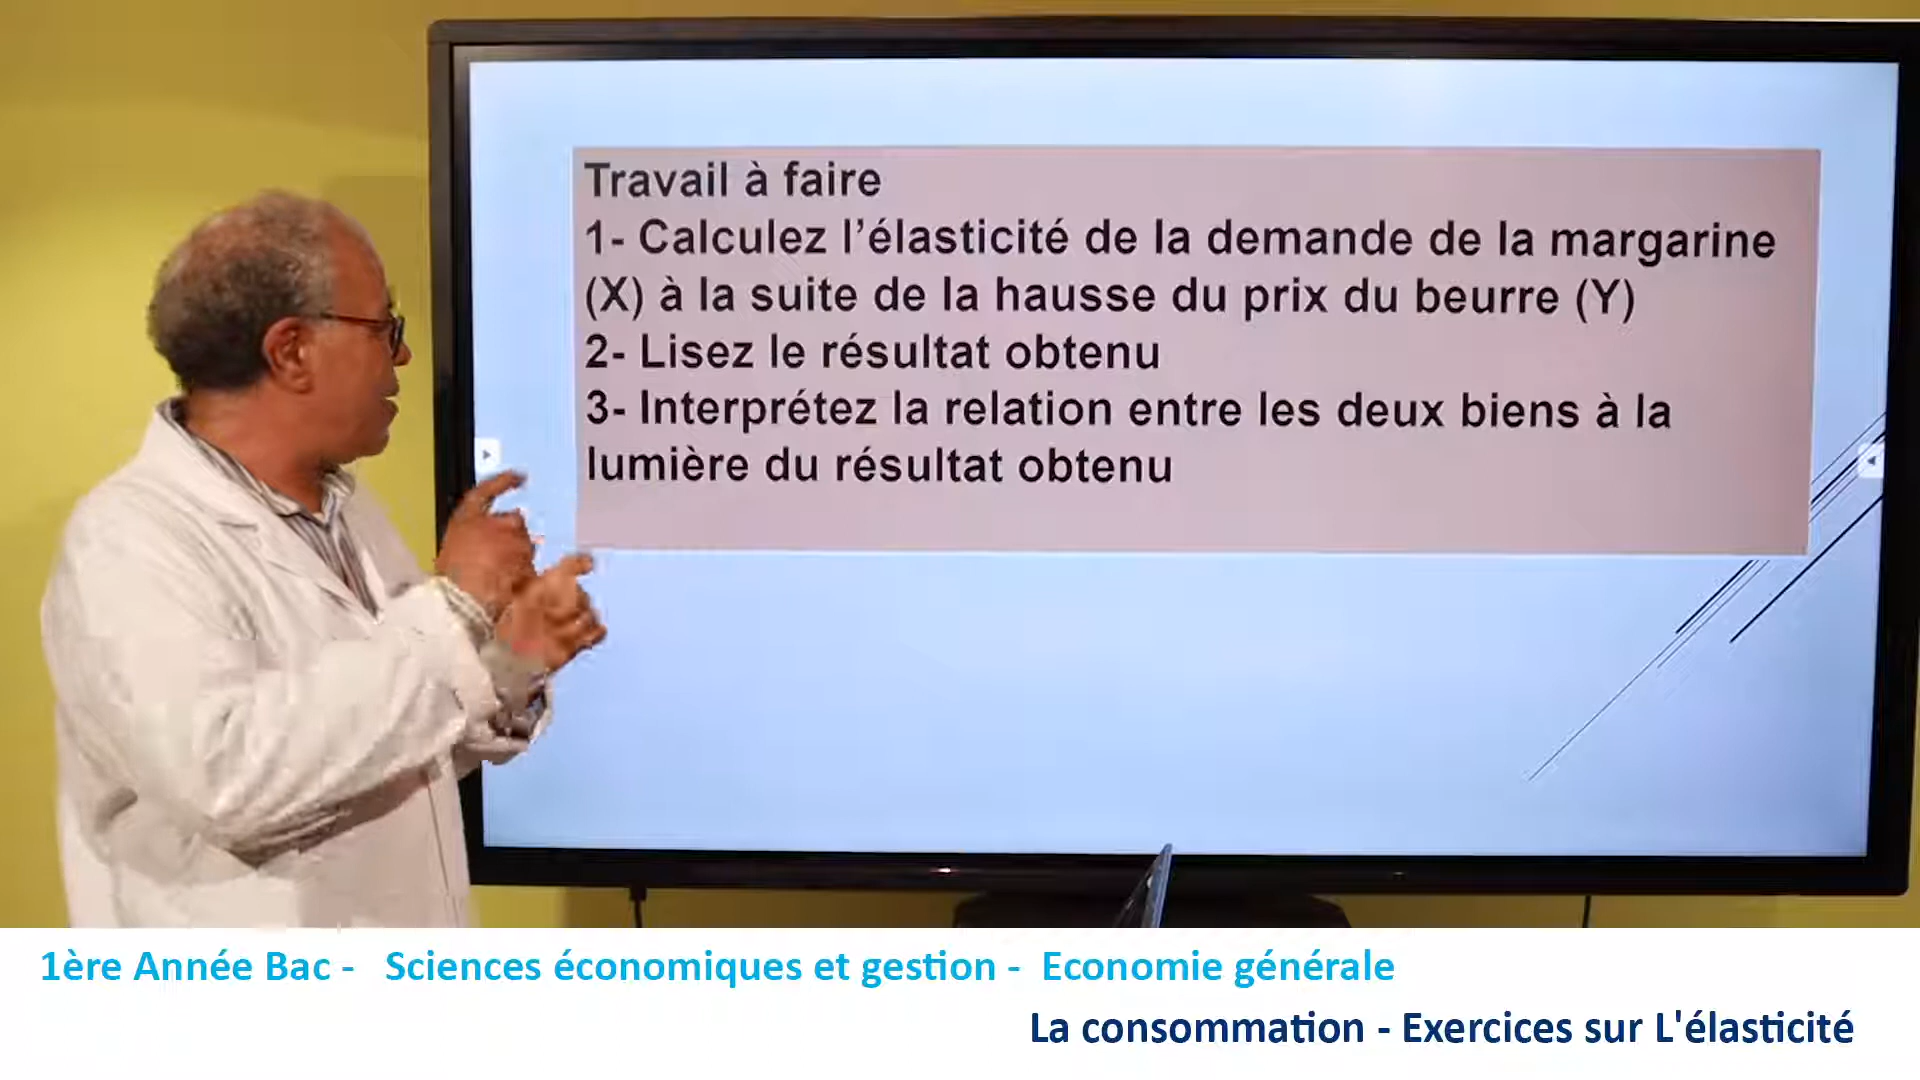 Travail à faire
1- Calculez l’élasticité de la demande de la margarine
(X) à la suite de la hausse du prix du beurre (Y)
2- Lisez le résultat obtenu
3- Interprétez la relation entre les deux biens à la
lumière du résultat obtenu
1ère Année Bac - Sciences économiques et gestion - Economie générale
La consommation - Exercices sur L'élasticité